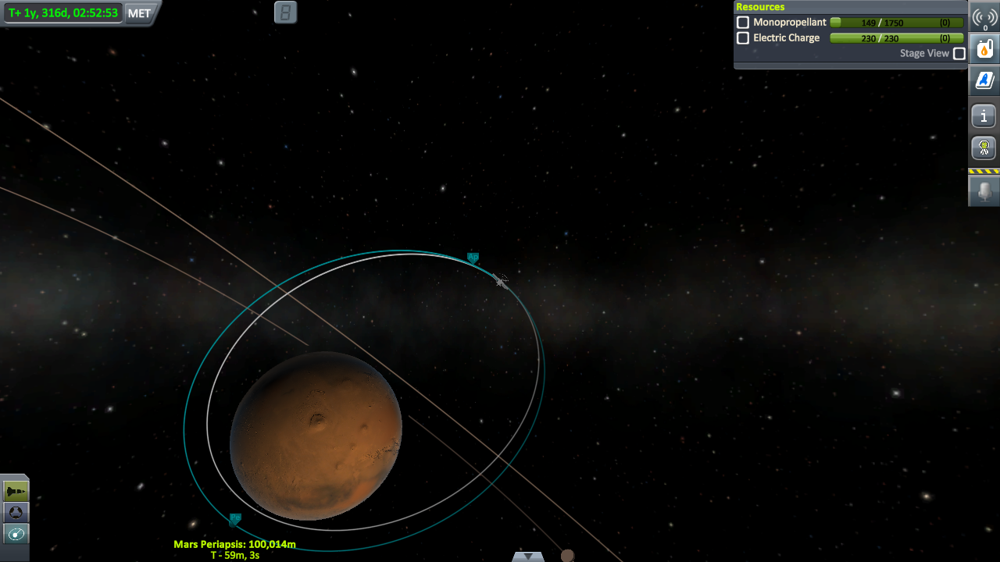 T+ 1y, 316d, 02:52:53 MET
Resources
Monopropellant 149 / 1750 (0)
Electric Charge 230 / 230 (0)
Stage View
0
i
Ap
Pe
Mars Periapsis: 100,014m
T - 59m, 3s